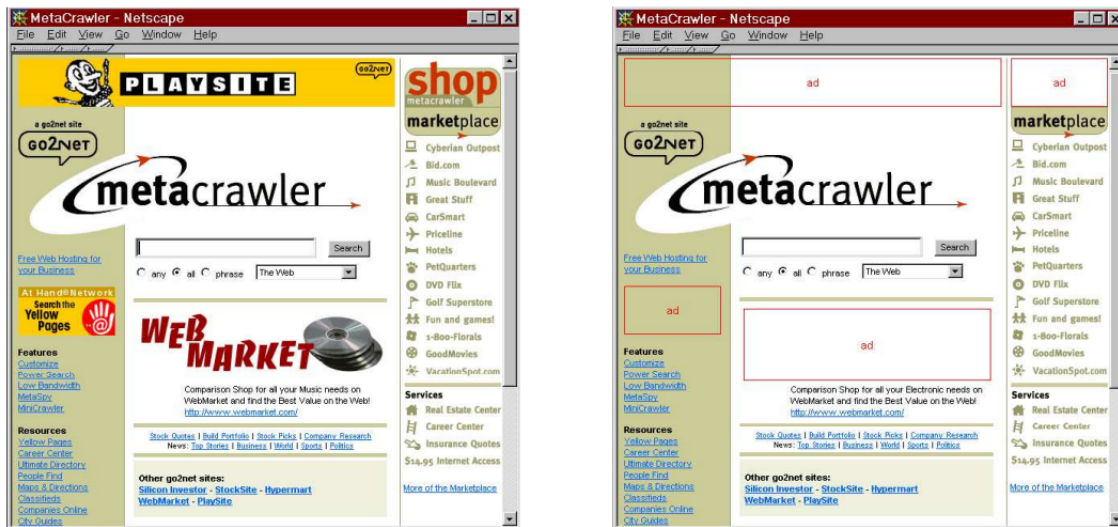 MetaCrawler - Netscape
File Edit View Go Window Help
PLAYSITE
GO2NET
shop
metacrawler
marketplace
a go2net site
GO2NET
metacrawler
Search
any all phrase The Web
Free Web Hosting for
your Business
At Hand Network
Search the
Yellow
Pages
Features
Customize
Power Search
Low Bandwidth
MetaSpy
MiniCrawler
Resources
Yellow Pages
Career Center
Ultimate Directory
People Find
Maps & Directions
Classifieds
Companies Online
City Guides
WEB
MARKET
Comparison Shop for all your Music needs on
WebMarket and find the Best Value on the Web!
http://www.webmarket.com/
Stock Quotes | Build Portfolio | Stock Picks | Company Research
News: Top Stories | Business | World | Sports | Politics
Other go2net sites:
Silicon Investor - StockSite - Hypermart
WebMarket - PlaySite
Cyberian Outpost
Bid.com
Music Boulevard
Great Stuff
CarSmart
Priceline
Hotels
PetQuarters
DVD Flix
Golf Superstore
Fun and games!
1-800-Florals
GoodMovies
VacationSpot.com
Services
Real Estate Center
Career Center
Insurance Quotes
$14.95 Internet Access
More of the Marketplace
MetaCrawler - Netscape
File Edit View Go Window Help
ad
ad
marketplace
a go2net site
GO2NET
metacrawler
Search
any all phrase The Web
Free Web Hosting for
your Business
ad
Features
Customize
Power Search
Low Bandwidth
MetaSpy
MiniCrawler
Resources
Yellow Pages
Career Center
Ultimate Directory
People Find
Maps & Directions
Classifieds
Companies Online
City Guides
ad
Comparison Shop for all your Electronic needs on
WebMarket and find the Best Value on the Web!
http://www.webmarket.com/
Stock Quotes | Build Portfolio | Stock Picks | Company Research
News: Top Stories | Business | World | Sports | Politics
Other go2net sites:
Silicon Investor - StockSite - Hypermart
WebMarket - PlaySite
Cyberian Outpost
Bid.com
Music Boulevard
Great Stuff
CarSmart
Priceline
Hotels
PetQuarters
DVD Flix
Golf Superstore
Fun and games!
1-800-Florals
GoodMovies
VacationSpot.com
Services
Real Estate Center
Career Center
Insurance Quotes
$14.95 Internet Access
More of the Marketplace